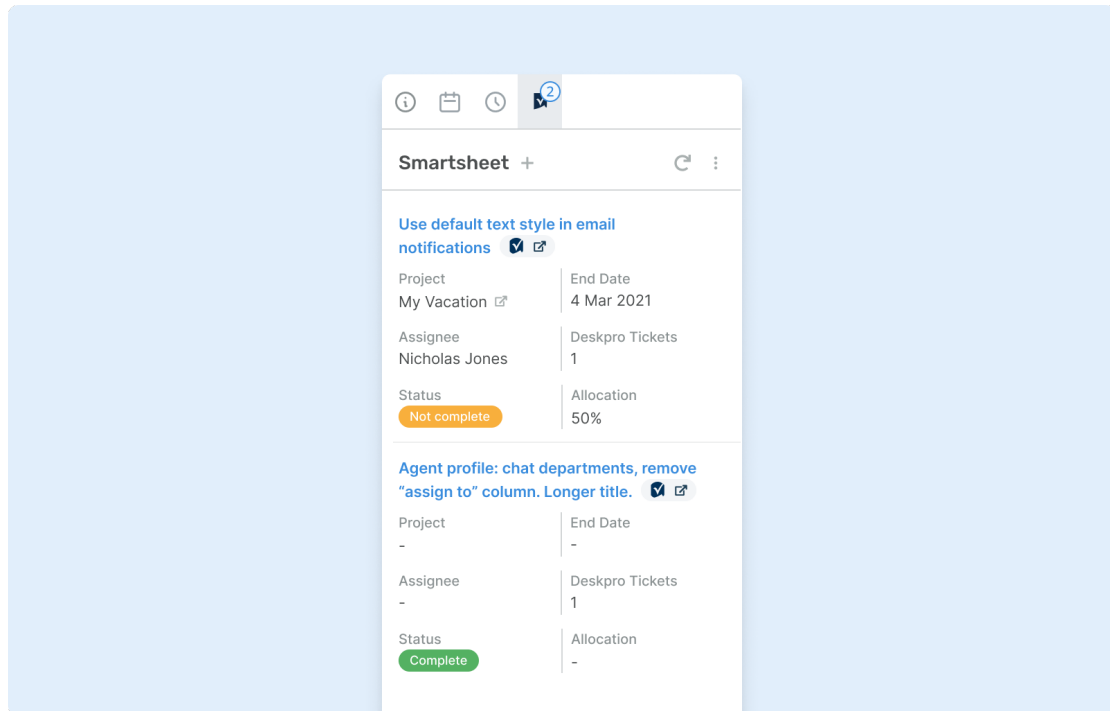 2
Smartsheet
Use default text style in email
notifications
Project
End Date
My Vacation
4 Mar 2021
Assignee
Deskpro Tickets
Nicholas Jones
1
Status
Allocation
Not complete
50%
Agent profile: chat departments, remove
“assign to” column. Longer title.
Project
End Date
-
-
Assignee
Deskpro Tickets
-
1
Status
Allocation
Complete
-